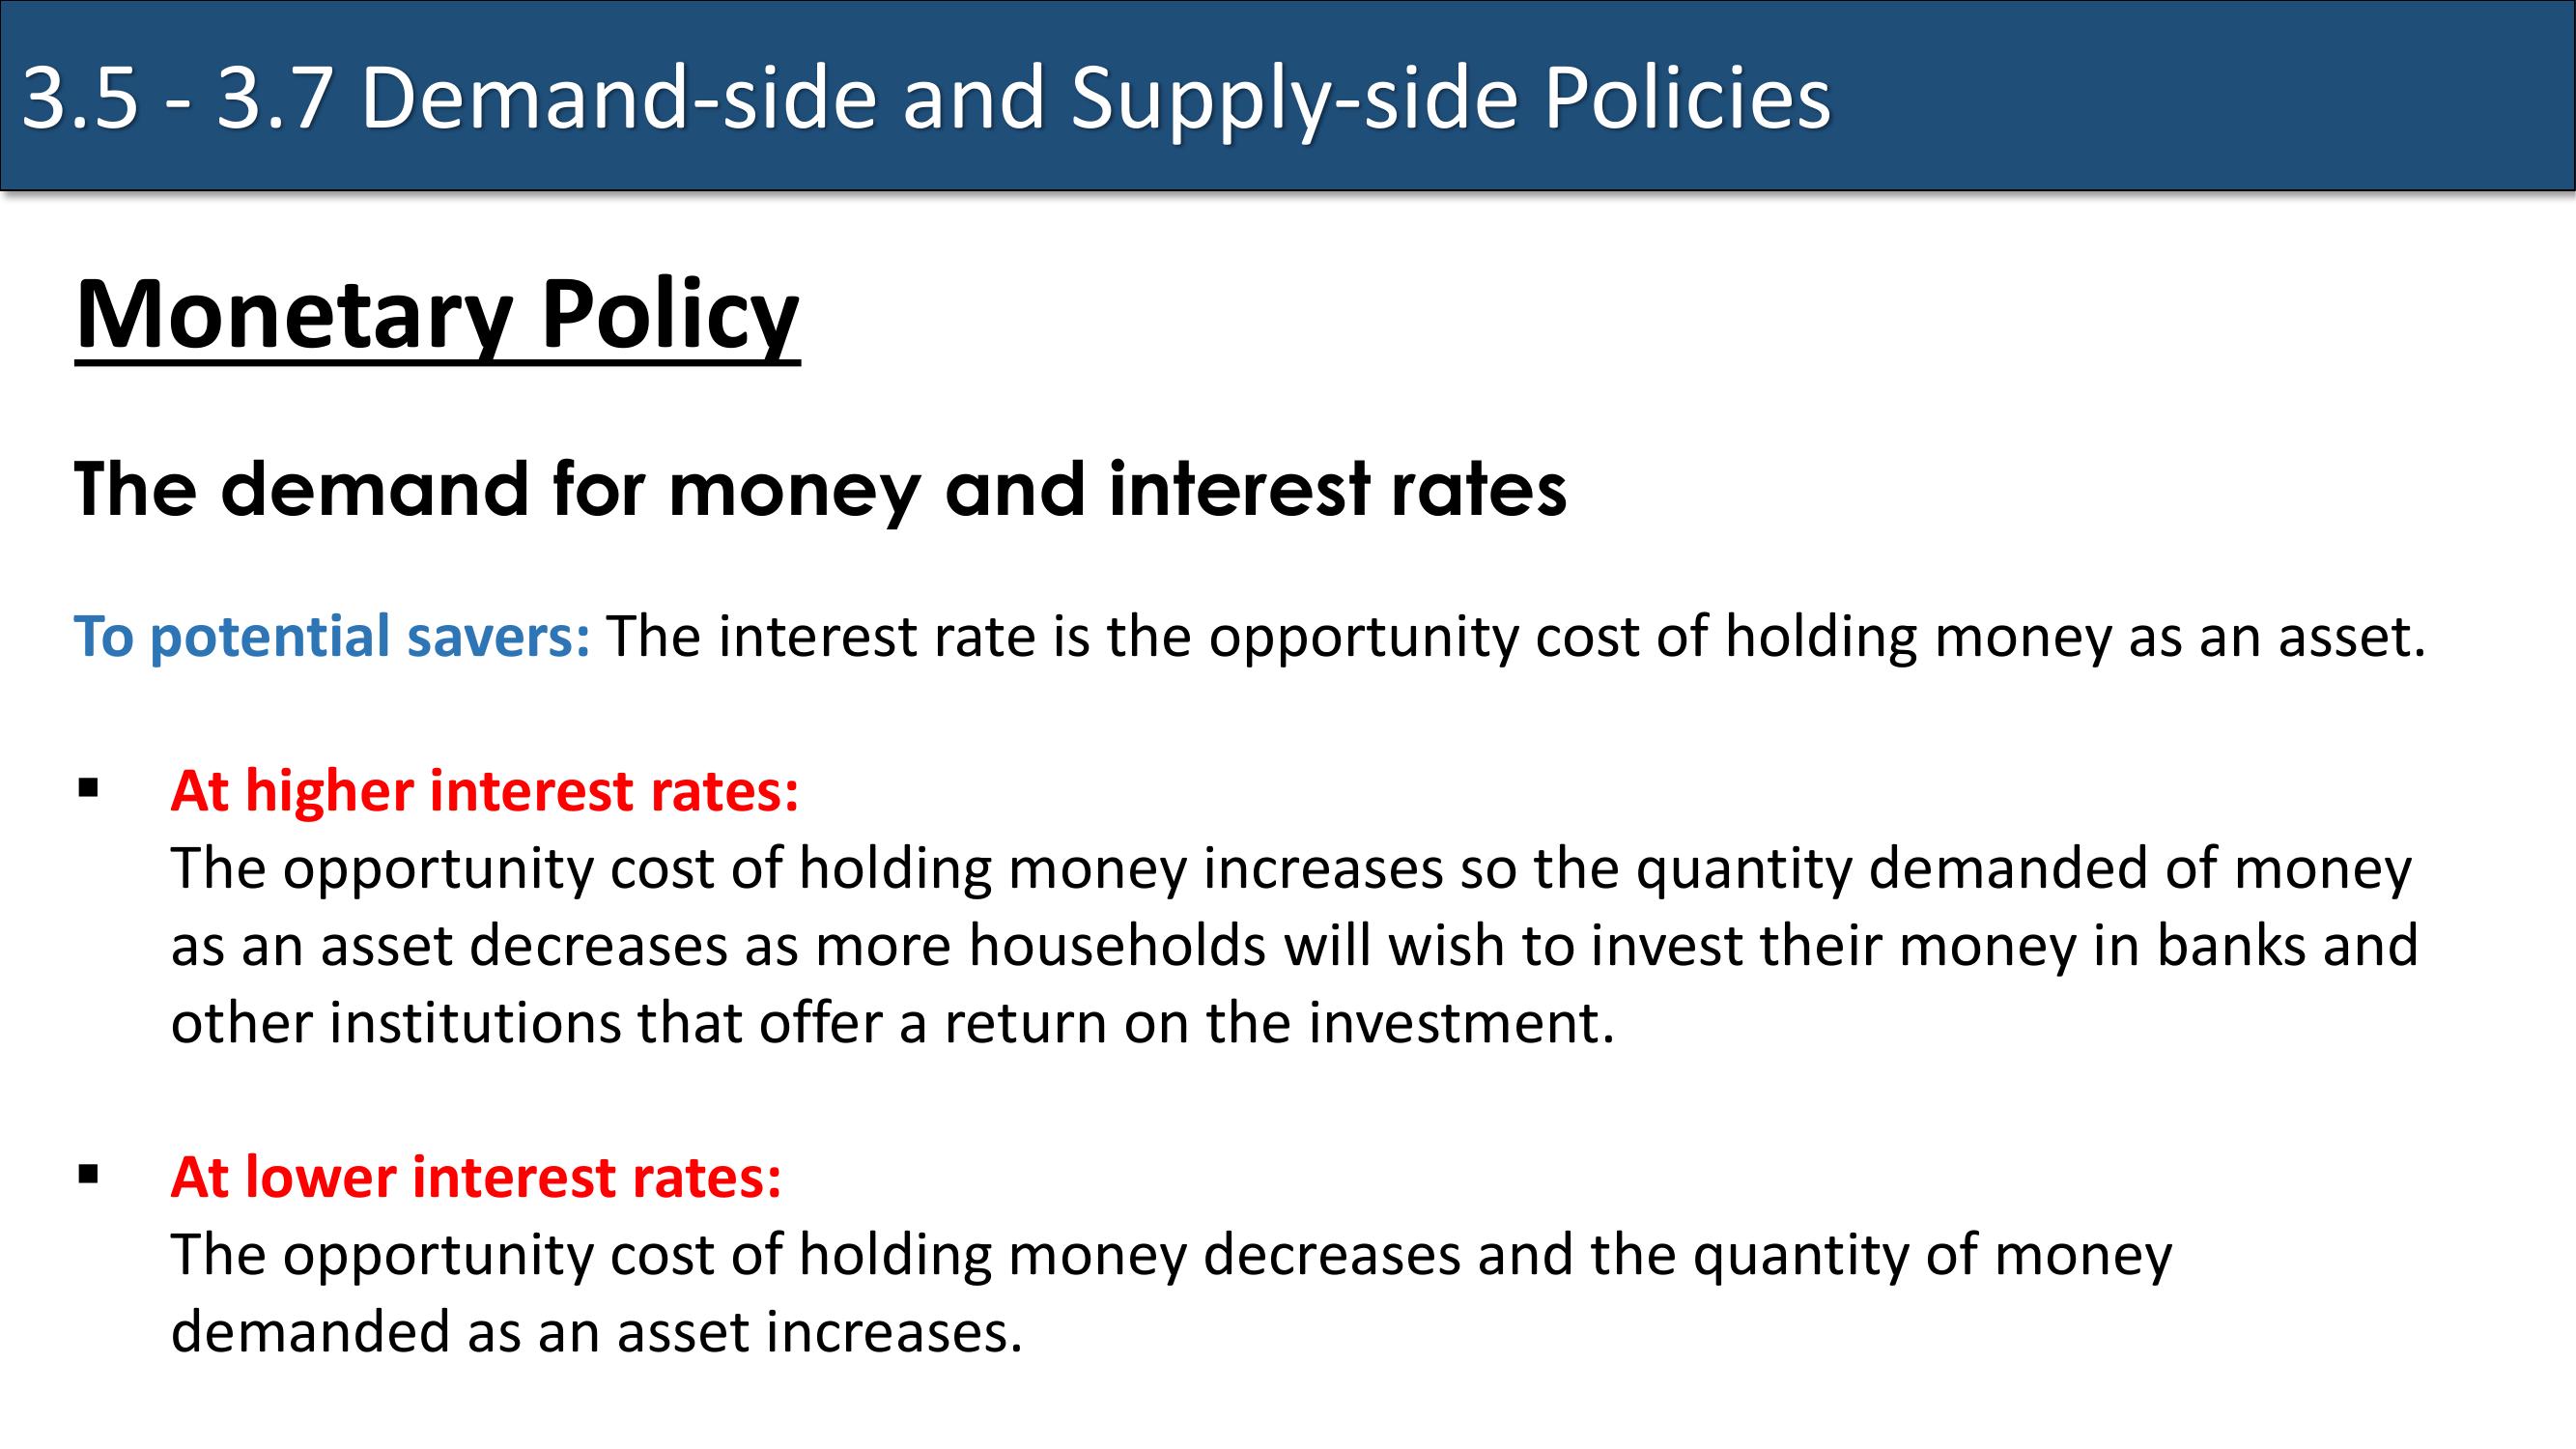 3.5 - 3.7 Demand-side and Supply-side Policies
Monetary Policy
The demand for money and interest rates
To potential savers: The interest rate is the opportunity cost of holding money as an asset.
▪ At higher interest rates:
The opportunity cost of holding money increases so the quantity demanded of money
as an asset decreases as more households will wish to invest their money in banks and
other institutions that offer a return on the investment.
▪ At lower interest rates:
The opportunity cost of holding money decreases and the quantity of money
demanded as an asset increases.